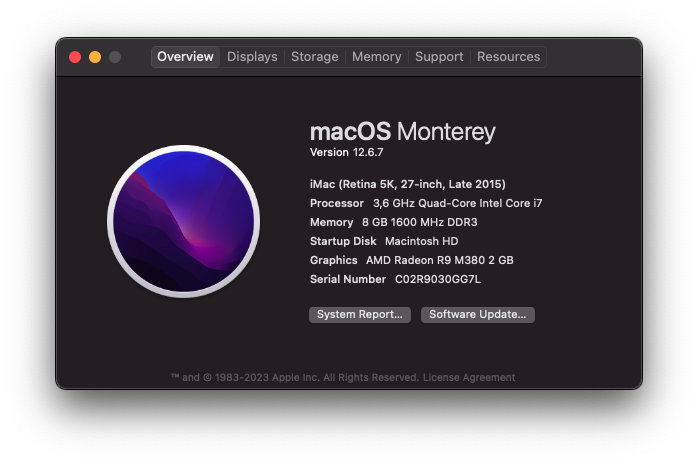 Overview Displays Storage Memory Support Resources
macOS Monterey
Version 12.6.7
iMac (Retina 5K, 27-inch, Late 2015)
Processor 3,6 GHz Quad-Core Intel Core i7
Memory 8 GB 1600 MHz DDR3
Startup Disk Macintosh HD
Graphics AMD Radeon R9 M380 2 GB
Serial Number C02R9030GG7L
System Report... Software Update...
™ and © 1983-2023 Apple Inc. All Rights Reserved. License Agreement